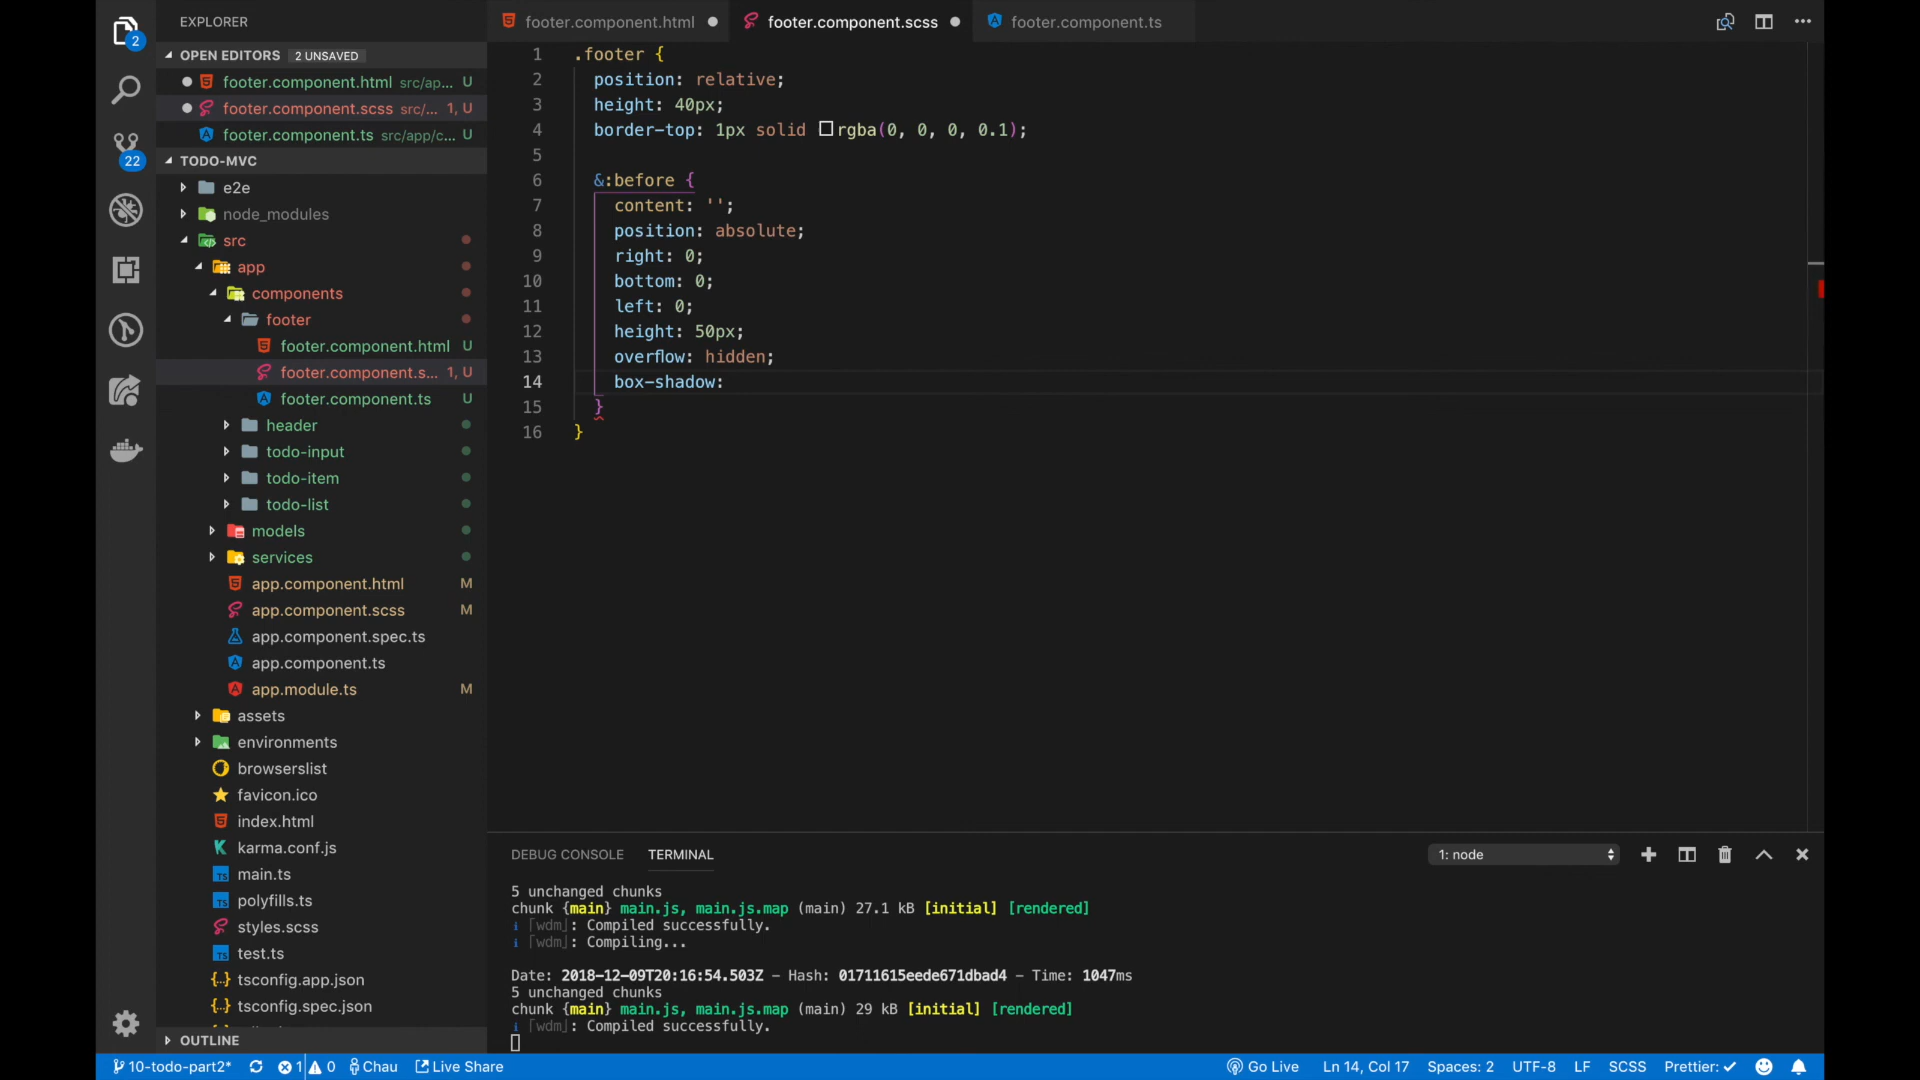 2
22
EXPLORER
OPEN EDITORS 2 UNSAVED
footer.component.html src/ap... U
footer.component.scss src/... 1, U
footer.component.ts src/app/c... U
TODO-MVC
e2e
node_modules
src
app
components
footer
footer.component.html U
footer.component.s... 1, U
footer.component.ts U
header
todo-input
todo-item
todo-list
models
services
app.component.html M
app.component.scss M
app.component.spec.ts
app.component.ts
app.module.ts M
assets
environments
browserslist
favicon.ico
index.html
karma.conf.js
main.ts
polyfills.ts
styles.scss
test.ts
tsconfig.app.json
tsconfig.spec.json
OUTLINE
footer.component.html footer.component.scss footer.component.ts
1 .footer {
2 position: relative;
3 height: 40px;
4 border-top: 1px solid rgba(0, 0, 0, 0.1);
5
6 &:before {
7 content: '';
8 position: absolute;
9 right: 0;
10 bottom: 0;
11 left: 0;
12 height: 50px;
13 overflow: hidden;
14 box-shadow:
15 }
16 }
DEBUG CONSOLE TERMINAL 1: node
5 unchanged chunks
chunk {main} main.js, main.js.map (main) 27.1 kB [initial] [rendered]
ℹ ｢wdm｣: Compiled successfully.
ℹ ｢wdm｣: Compiling...
Date: 2018-12-09T20:16:54.503Z - Hash: 01711615eede671dbad4 - Time: 1047ms
5 unchanged chunks
chunk {main} main.js, main.js.map (main) 29 kB [initial] [rendered]
ℹ ｢wdm｣: Compiled successfully.
10-todo-part2* 1 0 Chau Live Share Go Live Ln 14, Col 17 Spaces: 2 UTF-8 LF SCSS Prettier: ✓